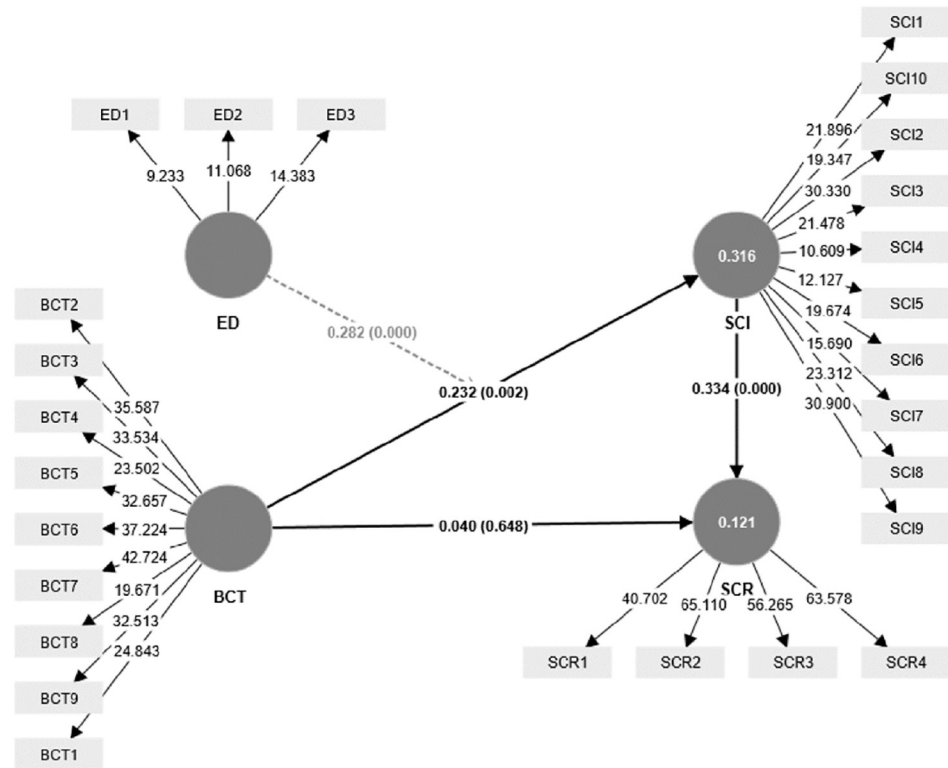 SCI1
SCI10
SCI2
SCI3
SCI4
SCI5
SCI6
SCI7
SCI8
SCI9
21.896
19.347
30.330
21.478
10.609
12.127
19.674
15.690
23.312
30.900
ED1 ED2 ED3
9.233 11.068 14.383
ED
0.316
SCI
0.282 (0.000)
0.232 (0.002)
0.334 (0.000)
BCT2
BCT3
BCT4
BCT5
BCT6
BCT7
BCT8
BCT9
BCT1
35.587
33.534
23.502
32.657
37.224
42.724
19.671
32.513
24.843
BCT
0.040 (0.648)
0.121
SCR
40.702 65.110 56.265 63.578
SCR1 SCR2 SCR3 SCR4